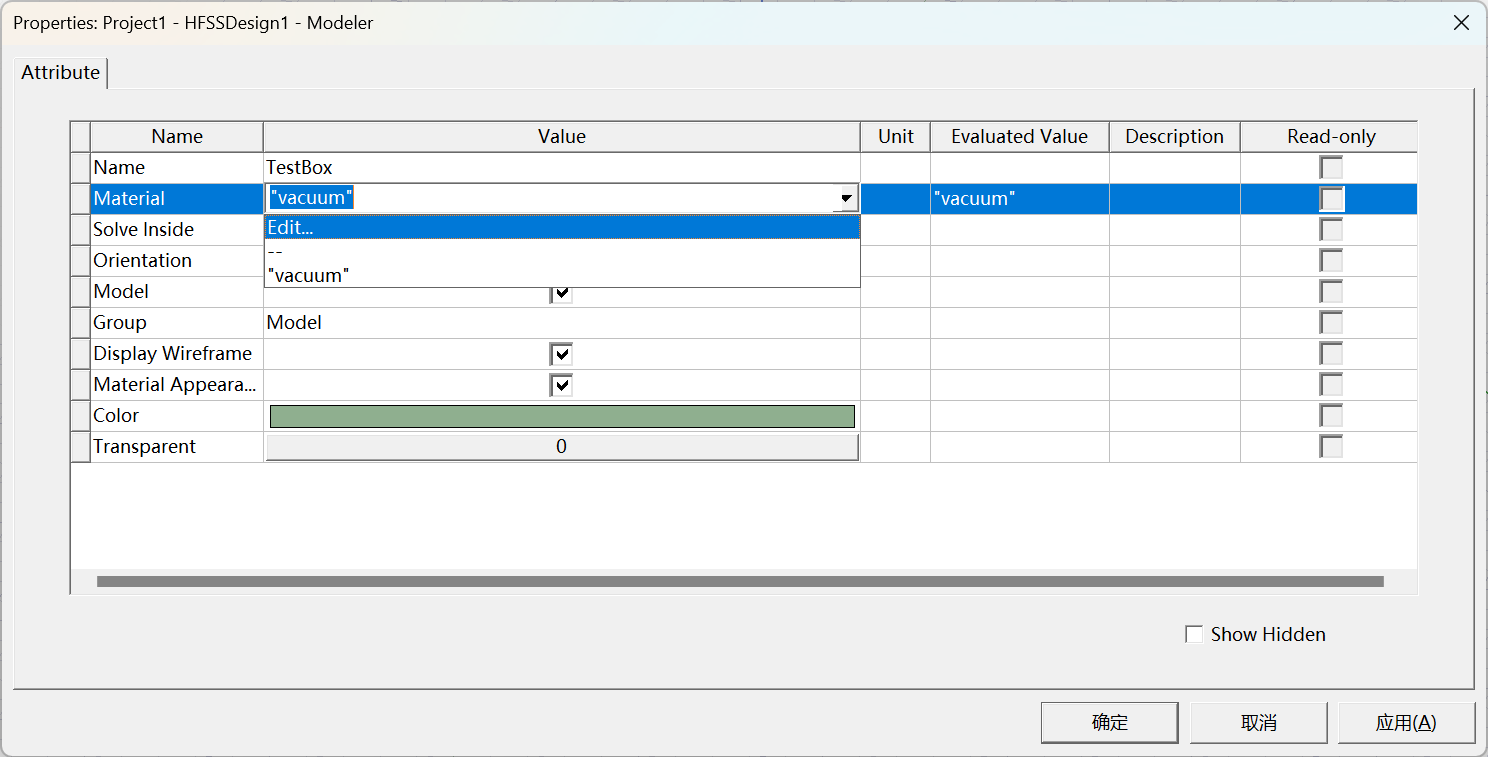 Properties: Project1 - HFSSDesign1 - Modeler
Attribute
Name Value Unit Evaluated Value Description Read-only
Name TestBox
Material "vacuum" "vacuum"
Solve Inside Edit...
--
Orientation
"vacuum"
Model
Group Model
Display Wireframe
Material Appeara...
Color
Transparent 0
Show Hidden
确定 取消 应用(A)